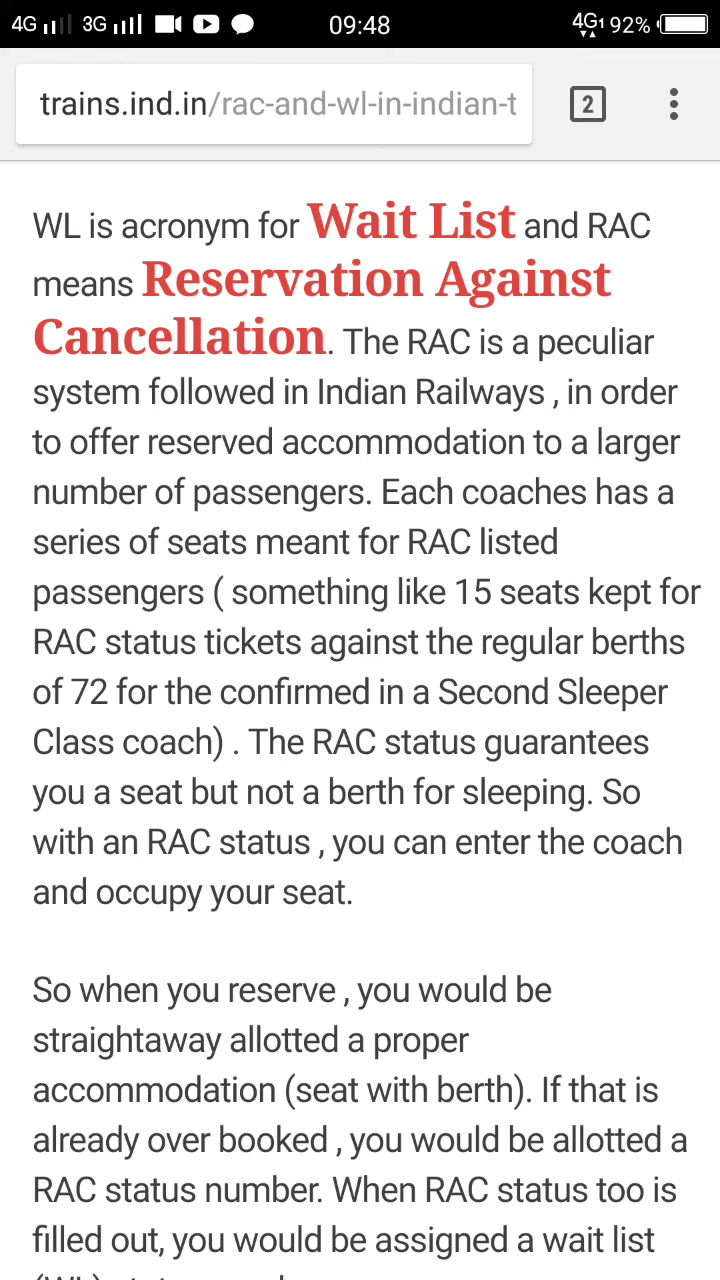 4G 3G 09:48 4G1 92%
trains.ind.in/rac-and-wl-in-indian-t 2
WL is acronym for Wait List and RAC
means Reservation Against
Cancellation. The RAC is a peculiar
system followed in Indian Railways , in order
to offer reserved accommodation to a larger
number of passengers. Each coaches has a
series of seats meant for RAC listed
passengers ( something like 15 seats kept for
RAC status tickets against the regular berths
of 72 for the confirmed in a Second Sleeper
Class coach) . The RAC status guarantees
you a seat but not a berth for sleeping. So
with an RAC status , you can enter the coach
and occupy your seat.
So when you reserve , you would be
straightaway allotted a proper
accommodation (seat with berth). If that is
already over booked , you would be allotted a
RAC status number. When RAC status too is
filled out, you would be assigned a wait list